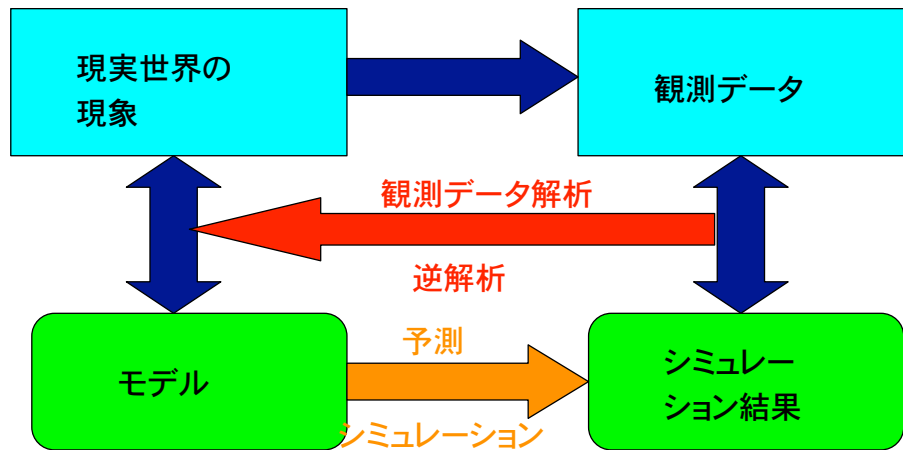 現実世界の
現象
観測データ
観測データ解析
逆解析
予測
モデル
シミュレー
ション結果
シミュレーション